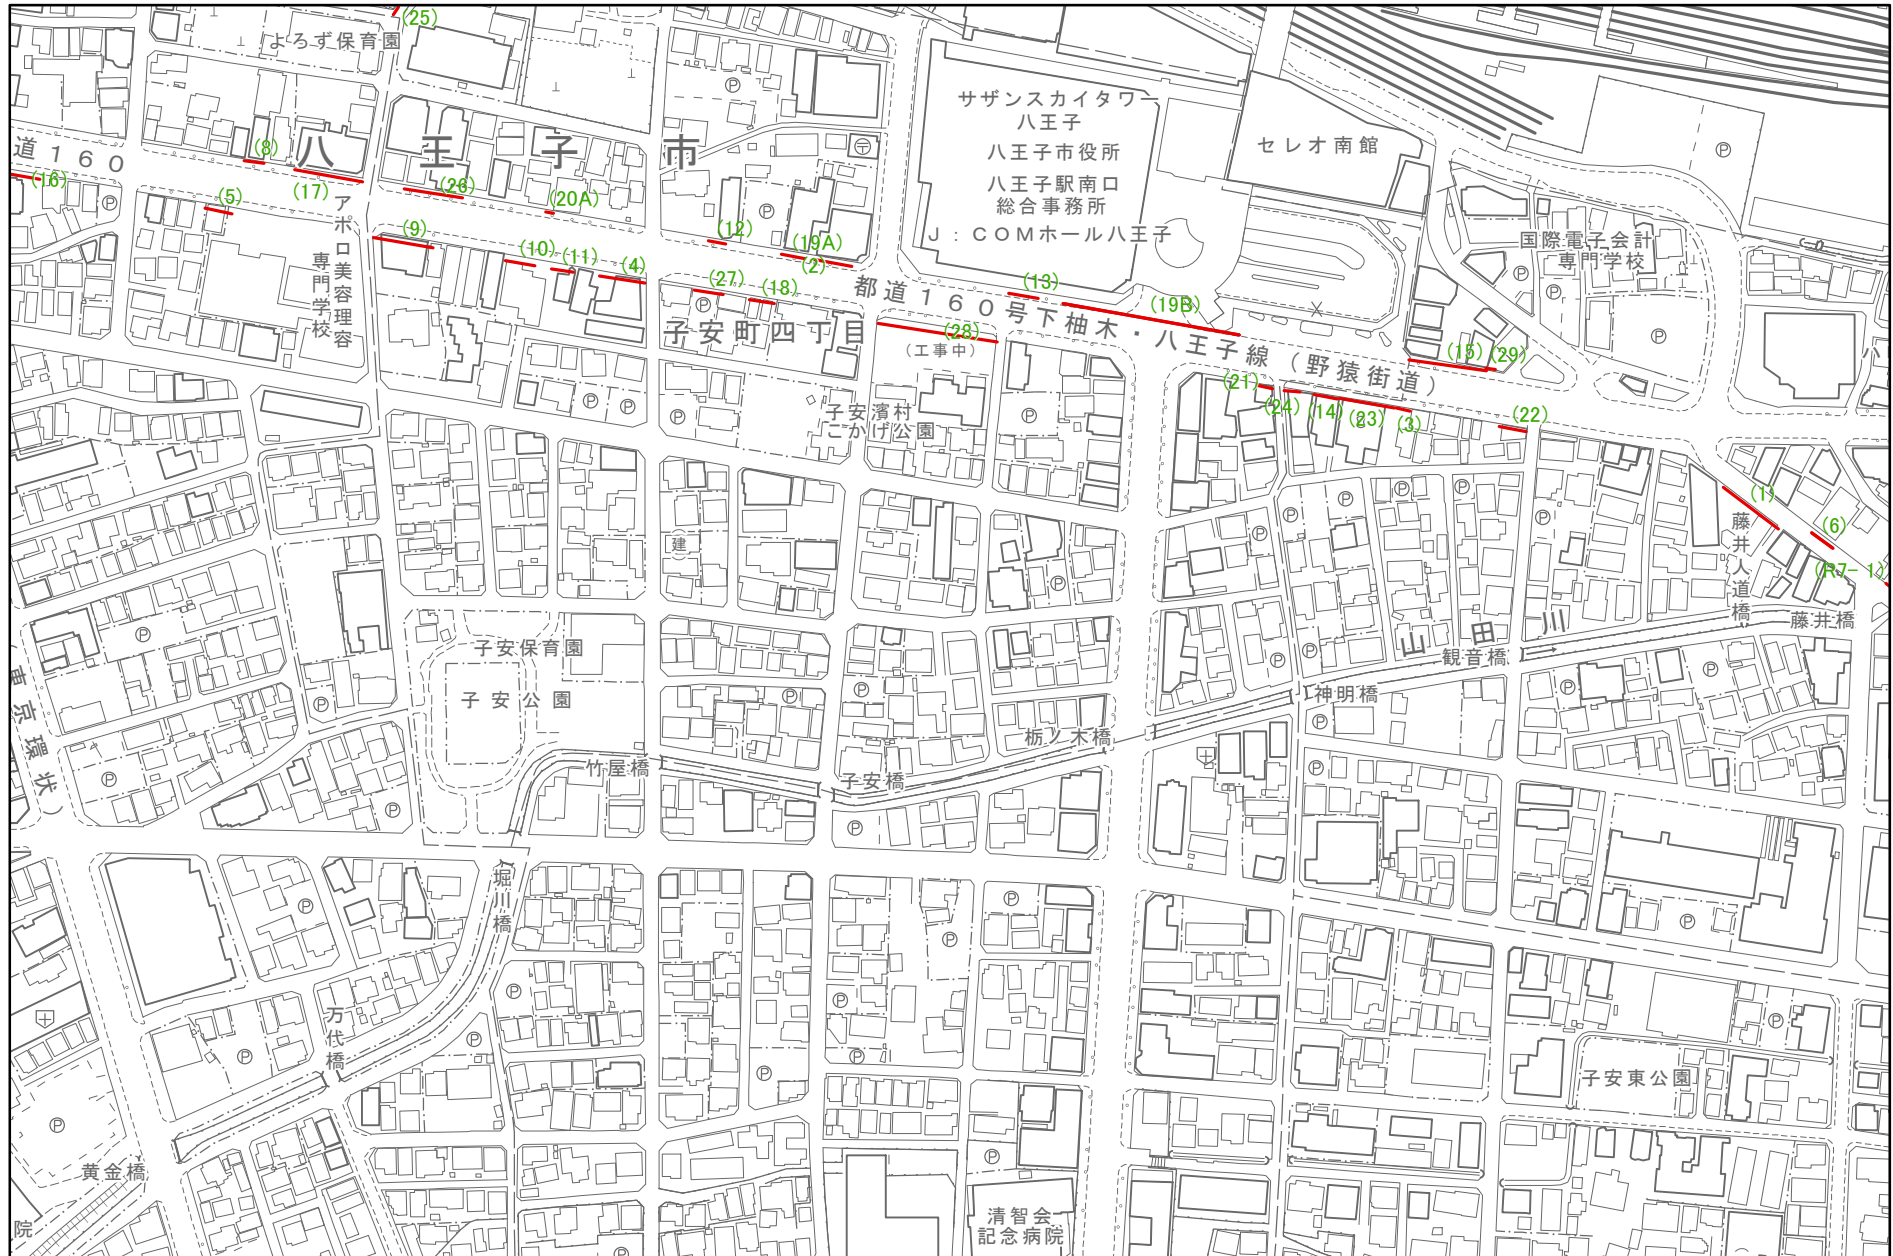 (25)
よろず保育園
サザンスカイタワー
八王子
八王子市役所
八王子駅南口
総合事務所
J：COMホール八王子
セレオ南館
国際電子会計
専門学校
八王子市
道160
(8)
(16)
(17)
(5)
(26)
(20A)
アポロ美容理容
専門学校
(9)
(10)
(11)
(4)
(12)
(19A)
(2)
(27)
(18)
(13)
(19B)
都道160号下柚木・八王子線（野猿街道）
子安町四丁目
(28)
（工事中）
(15)
(29)
(21)
(24)
(14)
(23)
(3)
(22)
子安濱村
こかげ公園
(1)
(6)
(R7-1)
藤井人道橋
藤井橋
建
山田川
観音橋
神明橋
栃ノ木橋
子安橋
竹屋橋
子安保育園
子安公園
東京環状）
堀川橋
万代橋
黄金橋
院
子安東公園
清智会
記念病院